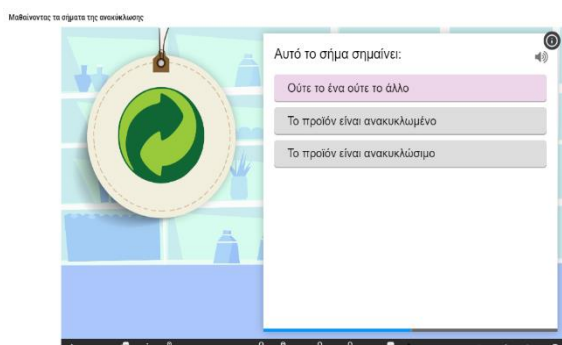 Μαθαίνοντας τα σήματα της ανακύκλωσης
Αυτό το σήμα σημαίνει:
Ούτε το ένα ούτε το άλλο
Το προϊόν είναι ανακυκλωμένο
Το προϊόν είναι ανακυκλώσιμο